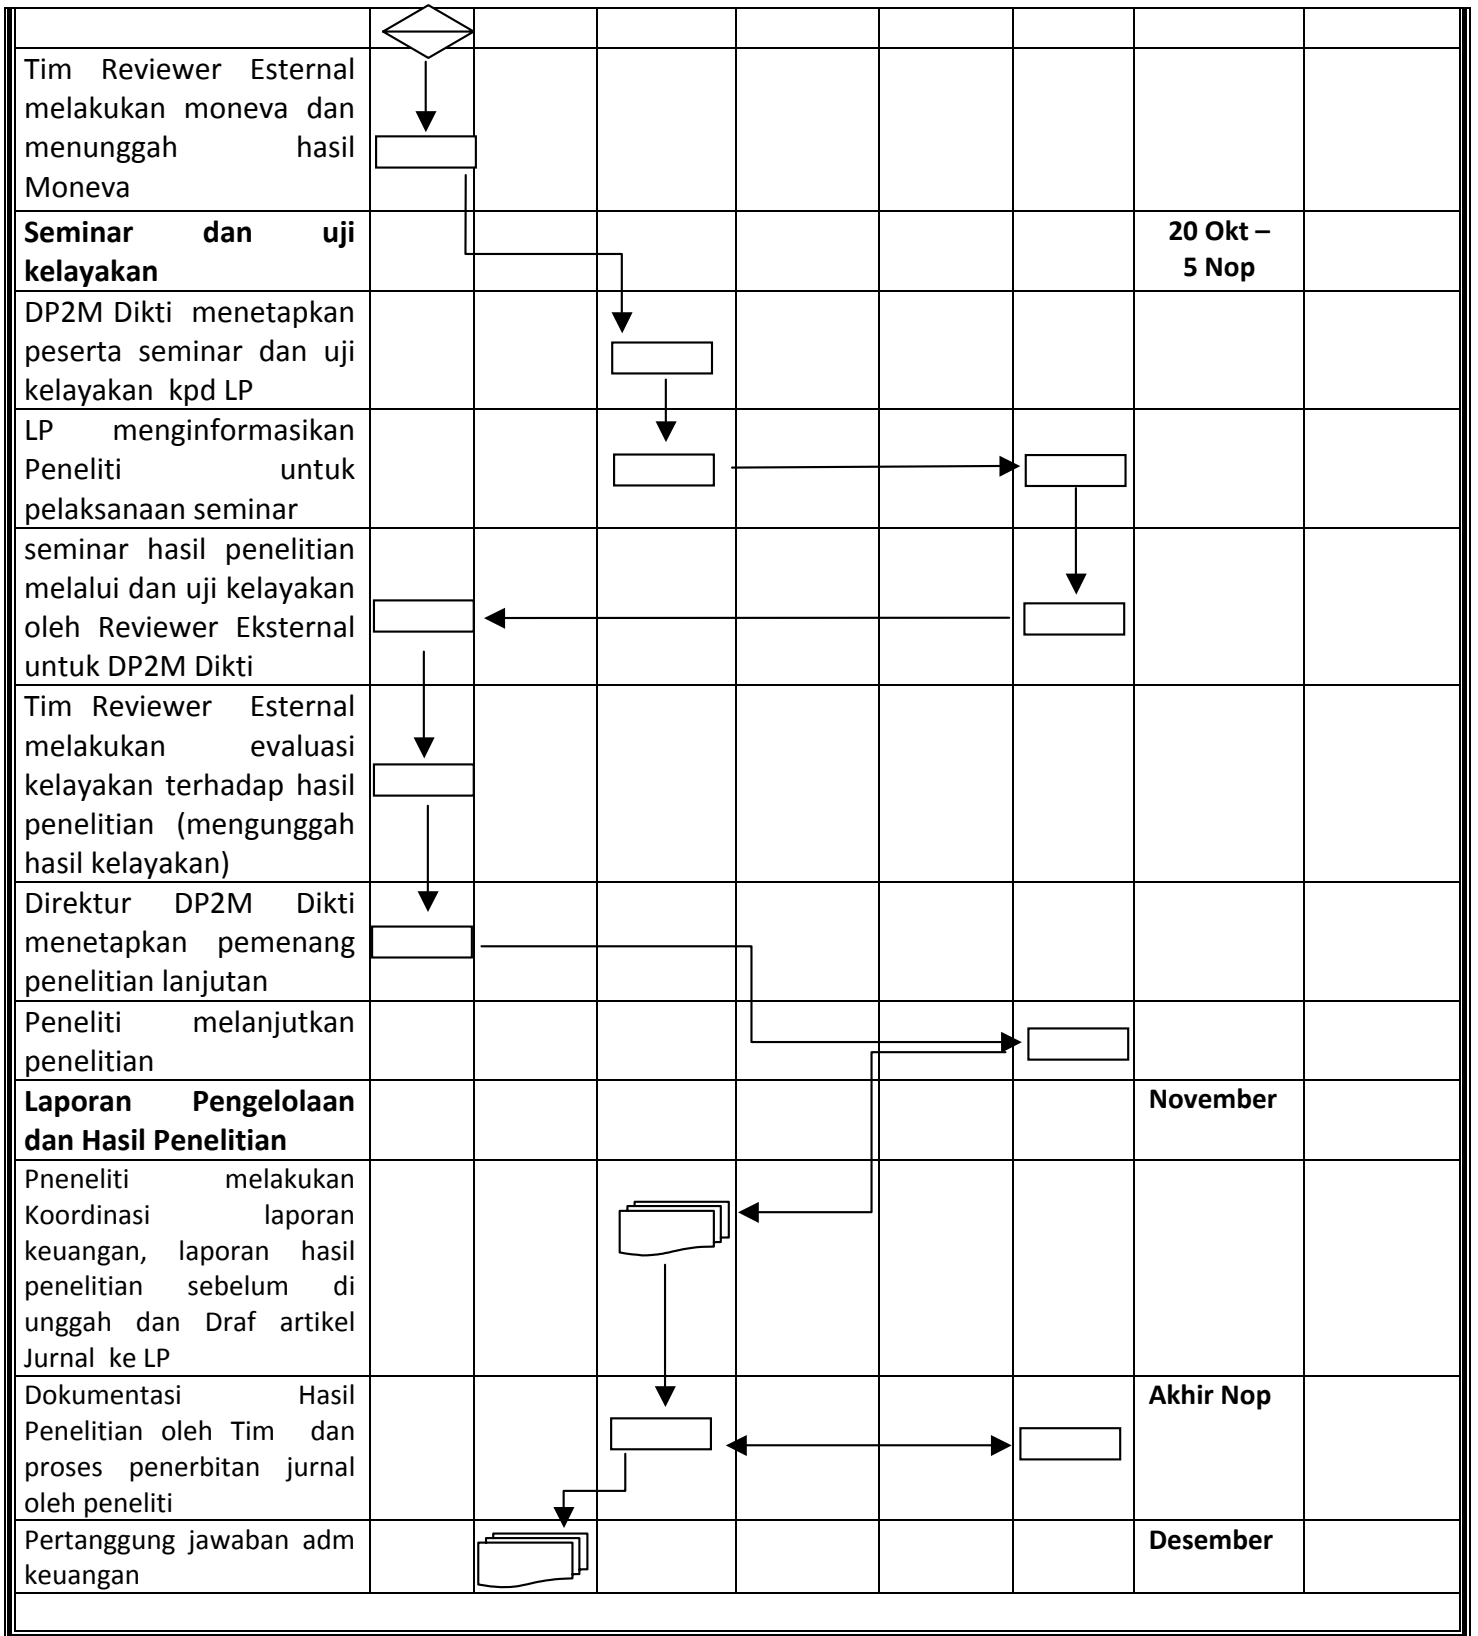 Tim Reviewer Esternal
melakukan moneva dan
menunggah hasil
Moneva
Seminar dan uji
kelayakan
20 Okt –
5 Nop
DP2M Dikti menetapkan
peserta seminar dan uji
kelayakan kpd LP
LP menginformasikan
Peneliti untuk
pelaksanaan seminar
seminar hasil penelitian
melalui dan uji kelayakan
oleh Reviewer Eksternal
untuk DP2M Dikti
Tim Reviewer Esternal
melakukan evaluasi
kelayakan terhadap hasil
penelitian (mengunggah
hasil kelayakan)
Direktur DP2M Dikti
menetapkan pemenang
penelitian lanjutan
Peneliti melanjutkan
penelitian
Laporan Pengelolaan
dan Hasil Penelitian
November
Pneneliti melakukan
Koordinasi laporan
keuangan, laporan hasil
penelitian sebelum di
unggah dan Draf artikel
Jurnal ke LP
Dokumentasi Hasil
Penelitian oleh Tim dan
proses penerbitan jurnal
oleh peneliti
Akhir Nop
Pertanggung jawaban adm
keuangan
Desember